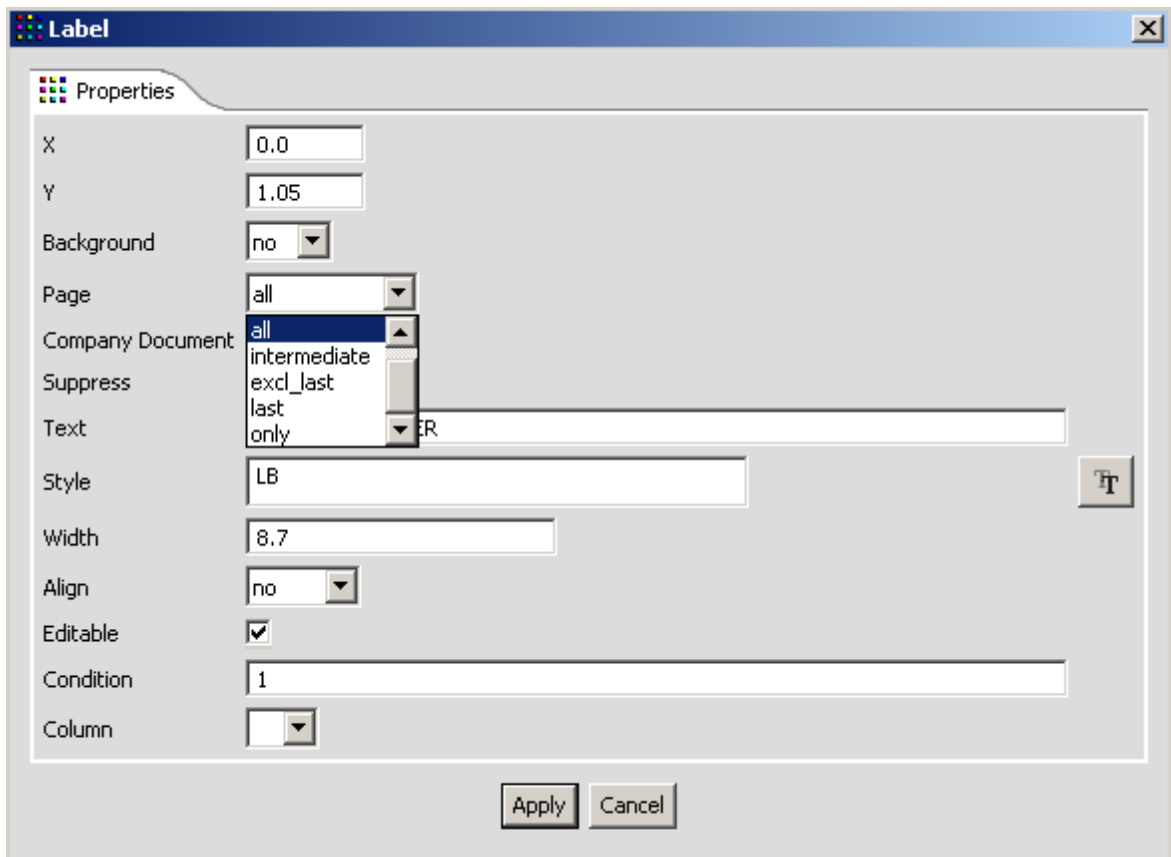 Label
Properties
X 0.0
Y 1.05
Background no
Page all
all
Company Document
intermediate
Suppress excl_last
last
Text ER
only
Style LB
Width 8.7
Align no
Editable
Condition 1
Column
Apply Cancel